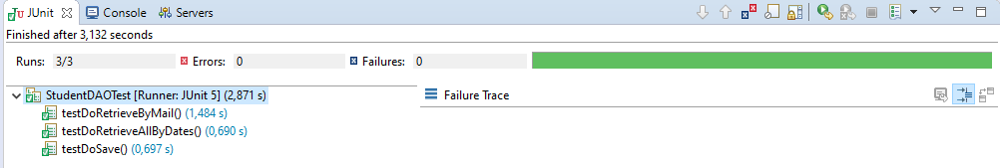 JUnit Console Servers
Finished after 3,132 seconds
Runs: 3/3 Errors: 0 Failures: 0
StudentDAOTest [Runner: JUnit 5] (2,871 s)
Failure Trace
testDoRetrieveByMail() (1,484 s)
testDoRetrieveAllByDates() (0,690 s)
testDoSave() (0,697 s)